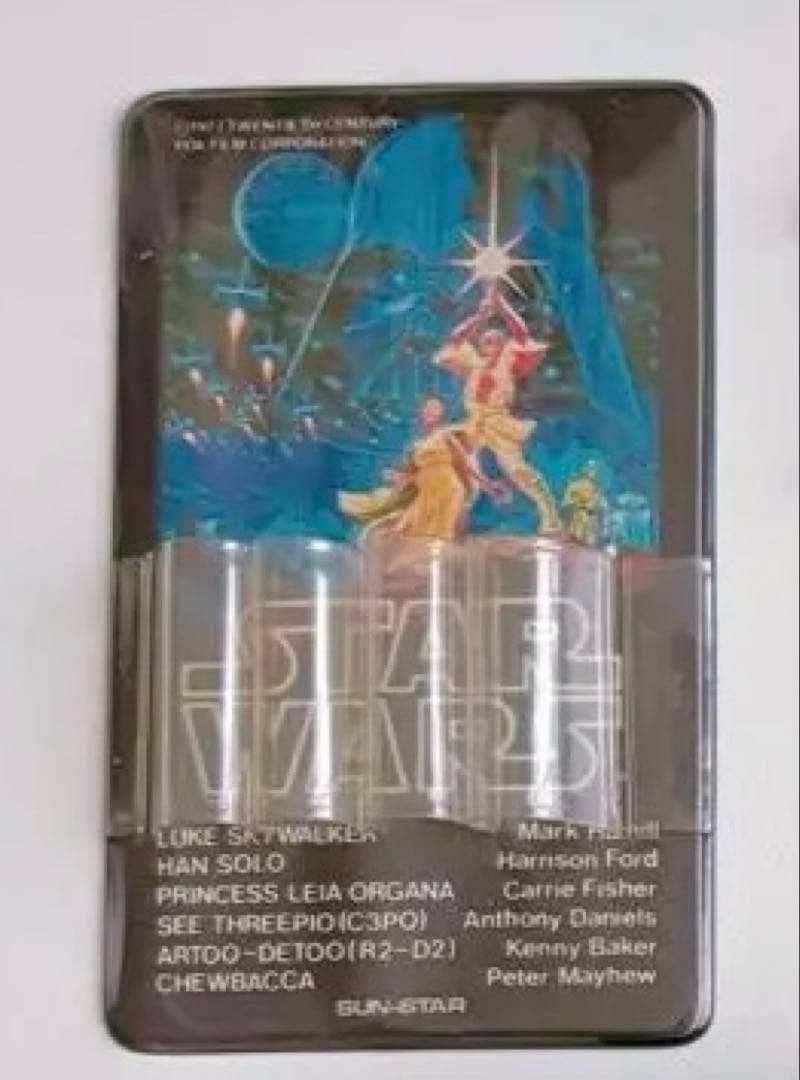 ©1977 TWENTIETH CENTURY-
FOX FILM CORPORATION
STAR
WARS
LUKE SKYWALKER Mark Hamill
HAN SOLO Harrison Ford
PRINCESS LEIA ORGANA Carrie Fisher
SEE THREEPIO(C3PO) Anthony Daniels
ARTOO-DETOO(R2-D2) Kenny Baker
CHEWBACCA Peter Mayhew
SUN-STAR